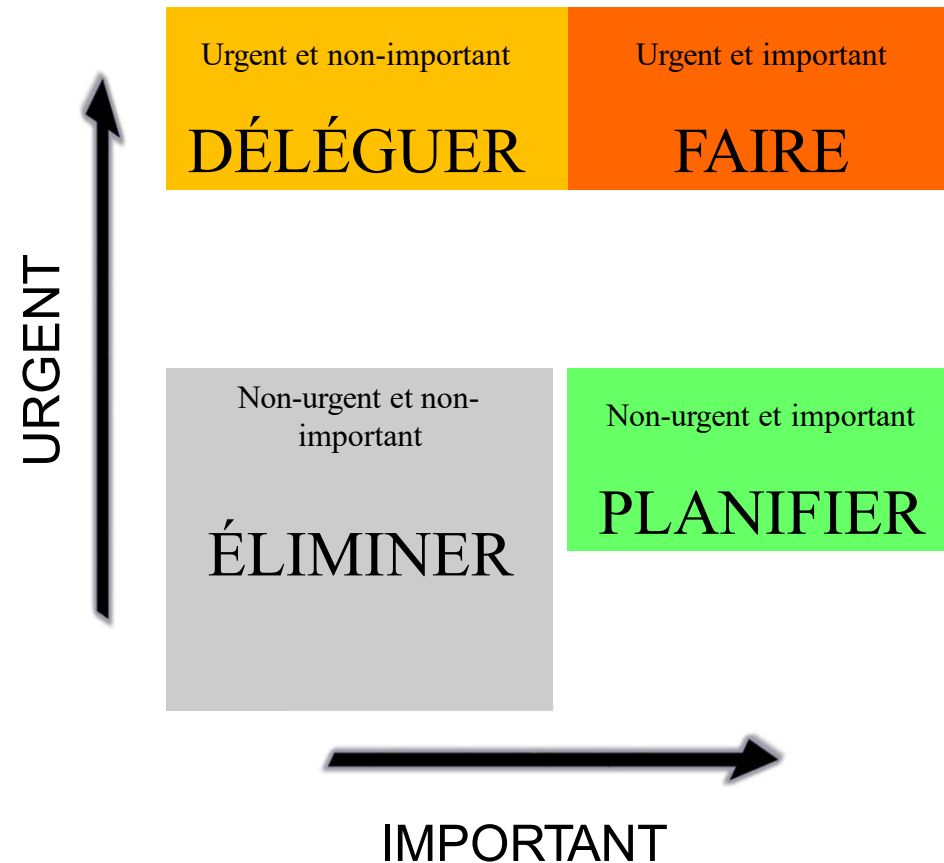 Urgent et non-important
DÉLÉGUER
Urgent et important
FAIRE
URGENT
Non-urgent et non-
important
ÉLIMINER
Non-urgent et important
PLANIFIER
IMPORTANT